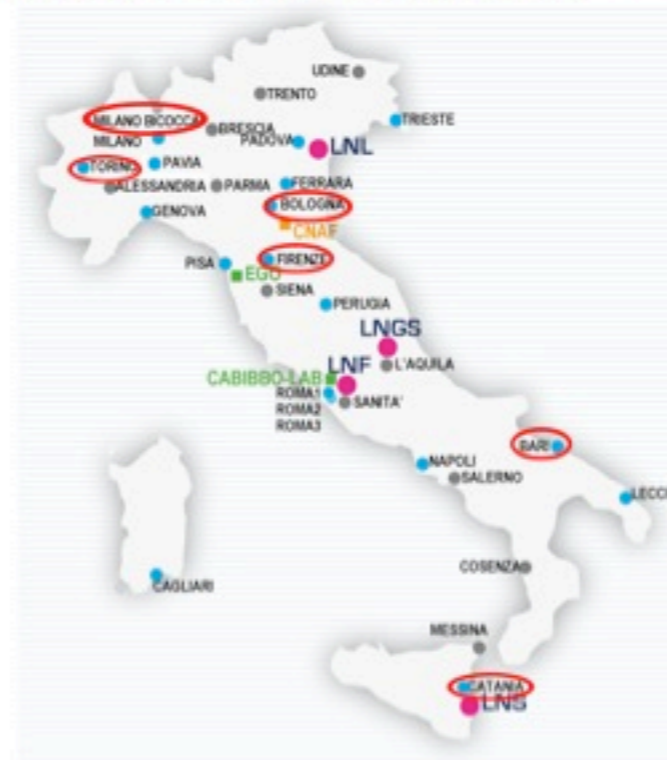 UDINE
TRENTO
MILANO BICOCCA
BRESCIA
TRIESTE
MILANO
PADOVA
LNL
TORINO
PAVIA
ALESSANDRIA
PARMA
FERRARA
GENOVA
BOLOGNA
CNAF
PISA
FIRENZE
EGO
SIENA
PERUGIA
LNGS
L'AQUILA
LNF
CABIBBO-LAB
ROMA1
SANITA'
ROMA2
ROMA3
BARI
NAPOLI
SALERNO
LECC
COSENZA
CAGLIARI
MESSINA
CATANIA
LNS